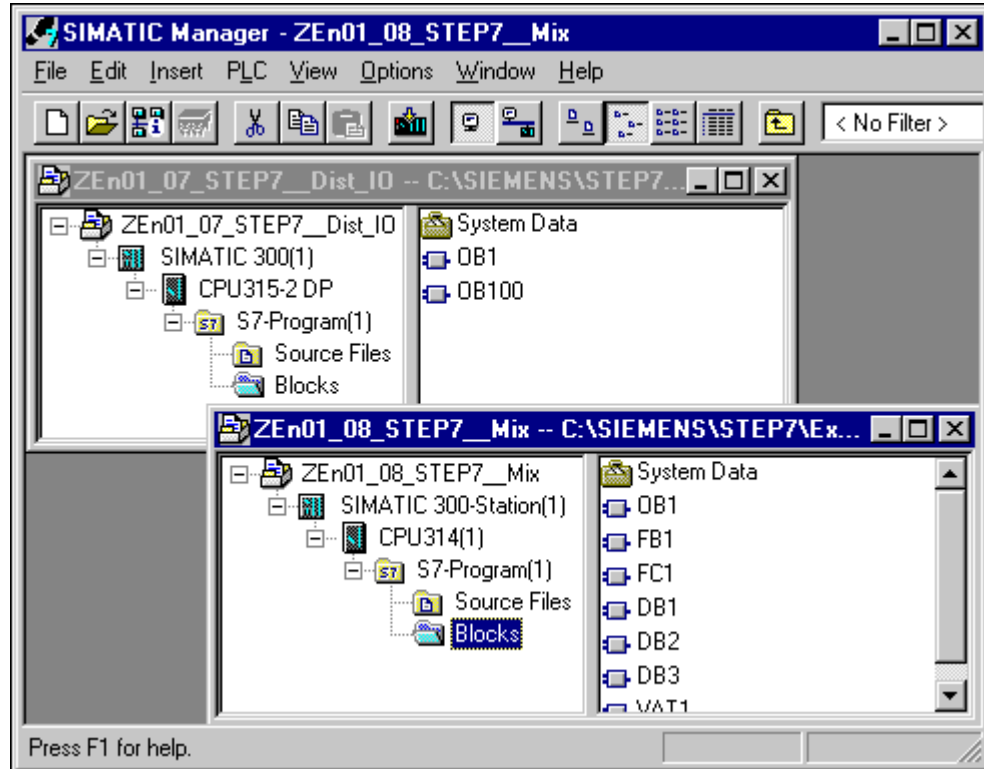 SIMATIC Manager - ZEn01_08_STEP7__Mix
File Edit Insert PLC View Options Window Help
< No Filter >
ZEn01_07_STEP7__Dist_IO -- C:\SIEMENS\STEP7...
ZEn01_07_STEP7__Dist_IO
SIMATIC 300(1)
CPU315-2 DP
S7-Program(1)
Source Files
Blocks
System Data
OB1
OB100
ZEn01_08_STEP7__Mix -- C:\SIEMENS\STEP7\Ex...
ZEn01_08_STEP7__Mix
SIMATIC 300-Station(1)
CPU314(1)
S7-Program(1)
Source Files
Blocks
System Data
OB1
FB1
FC1
DB1
DB2
DB3
VAT1
Press F1 for help.